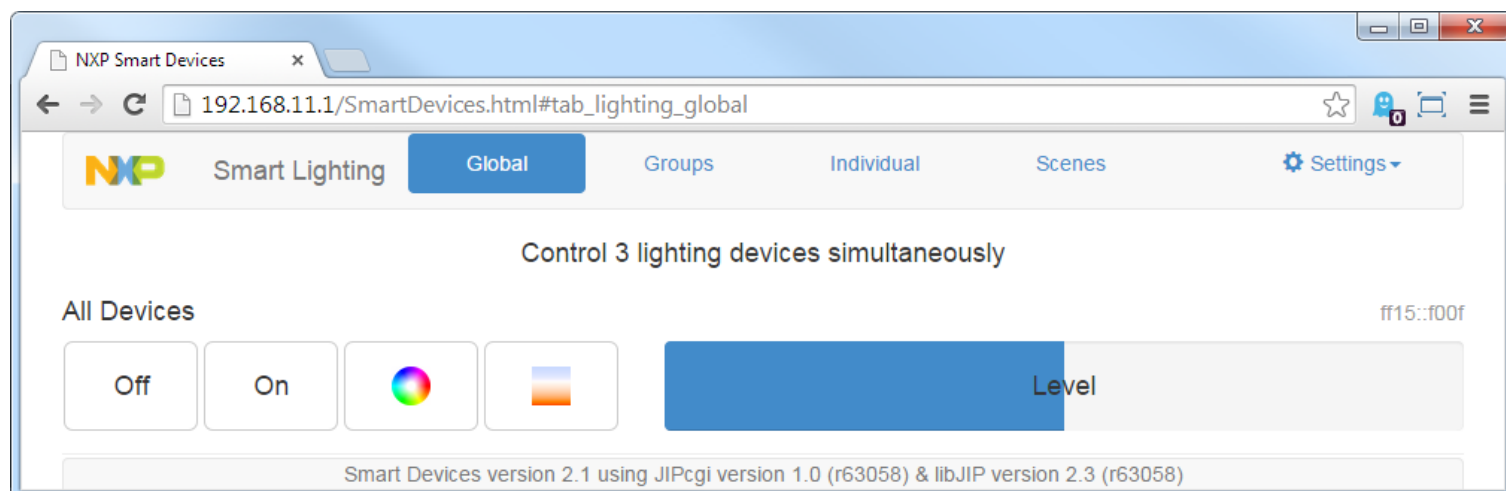 NXP Smart Devices
192.168.11.1/SmartDevices.html#tab_lighting_global
0
NXP Smart Lighting Global Groups Individual Scenes Settings
Control 3 lighting devices simultaneously
All Devices ff15::f00f
Off On Level
Smart Devices version 2.1 using JIPcgi version 1.0 (r63058) & libJIP version 2.3 (r63058)